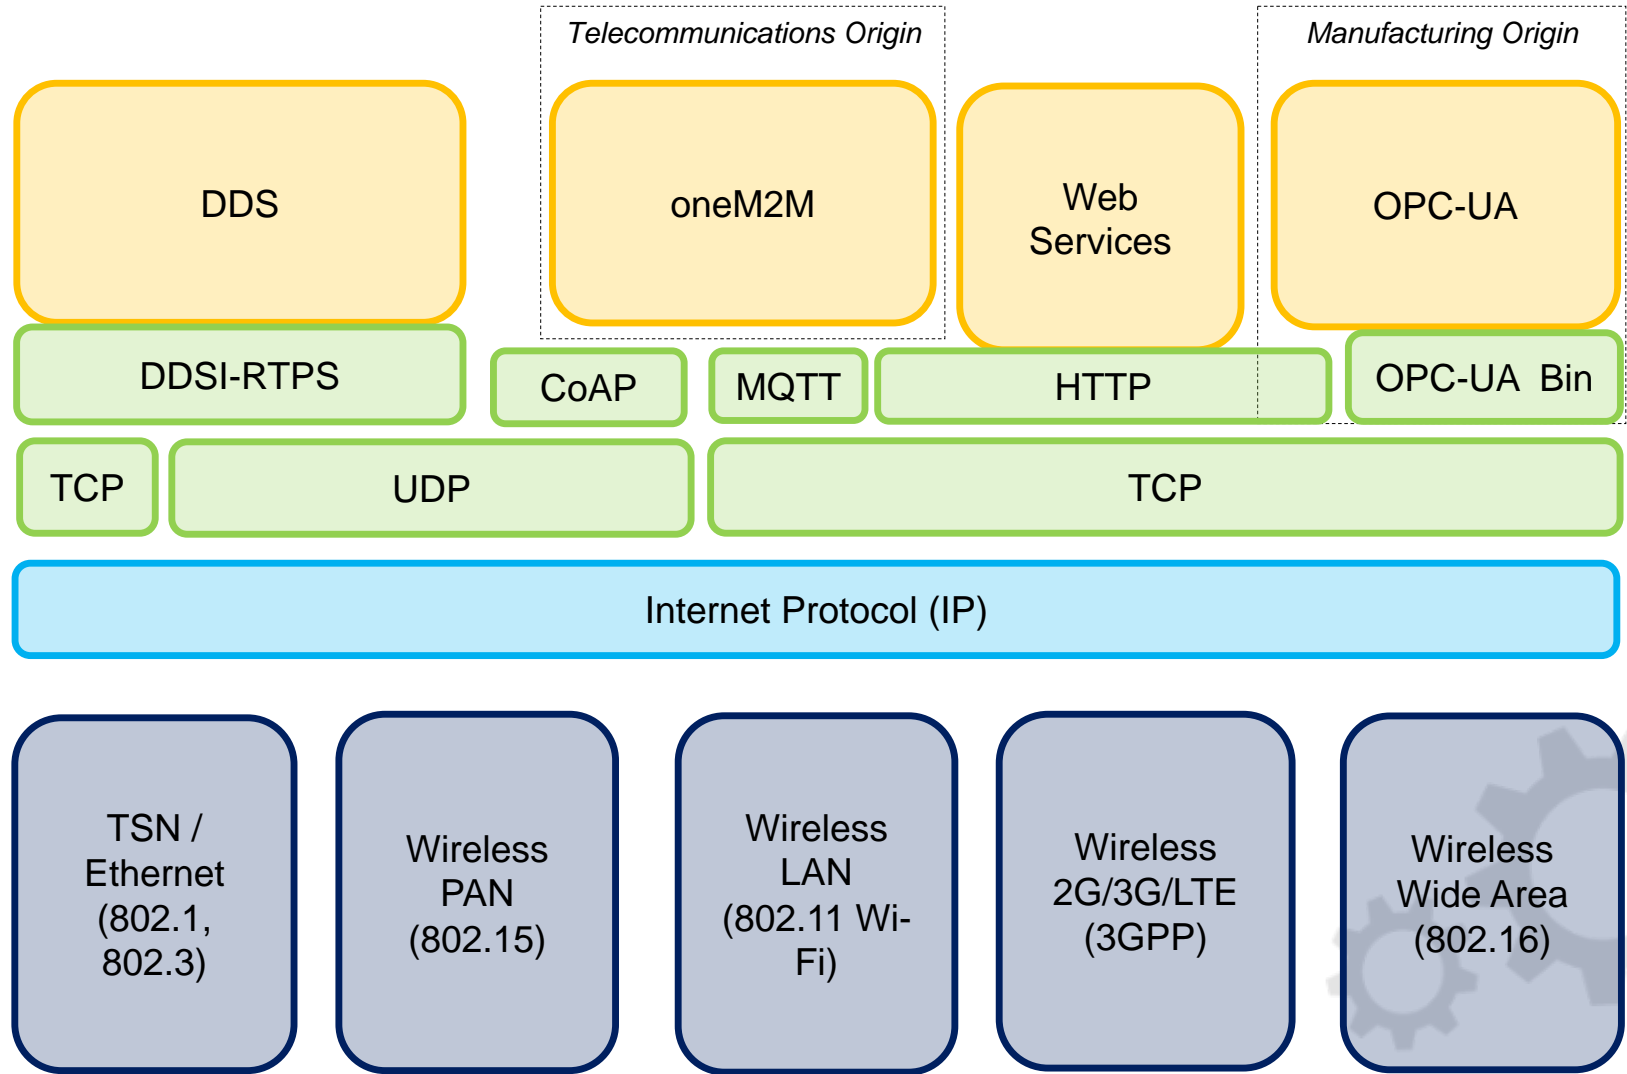 Telecommunications Origin
Manufacturing Origin
DDS
oneM2M
Web
Services
OPC-UA
DDSI-RTPS
CoAP
MQTT
HTTP
OPC-UA  Bin
TCP
UDP
TCP
Internet Protocol (IP)
TSN /
Ethernet
(802.1,
802.3)
Wireless
PAN
(802.15)
Wireless
LAN
(802.11 Wi-
Fi)
Wireless
2G/3G/LTE
(3GPP)
Wireless
Wide Area
(802.16)